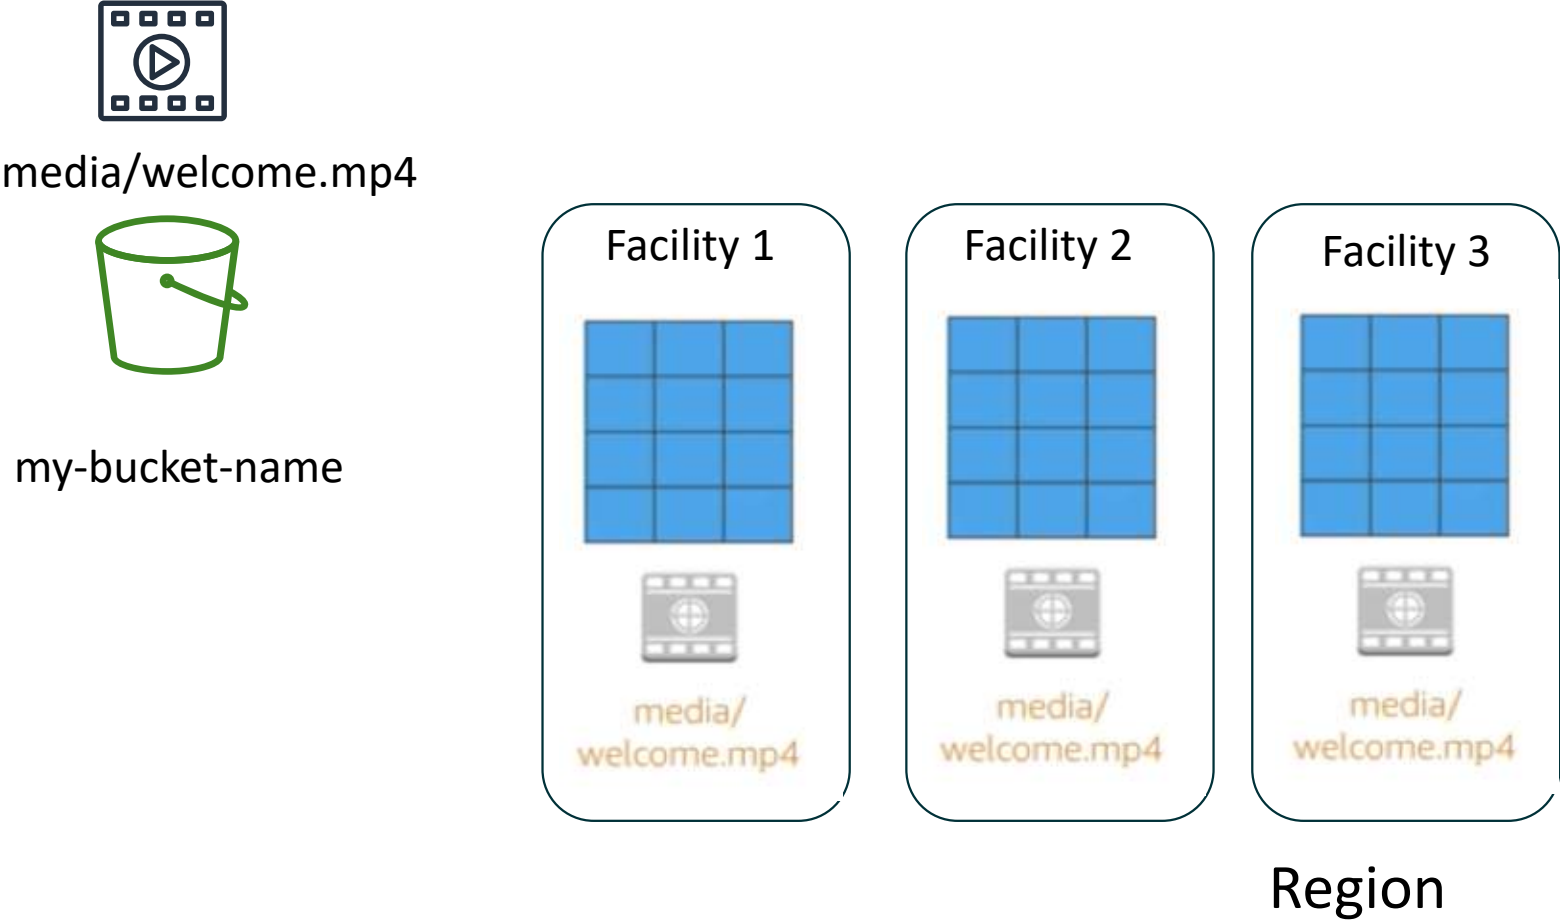 media/welcome.mp4
my-bucket-name
Facility 1
media/
welcome.mp4
Facility 2
media/
welcome.mp4
Facility 3
media/
welcome.mp4
Region